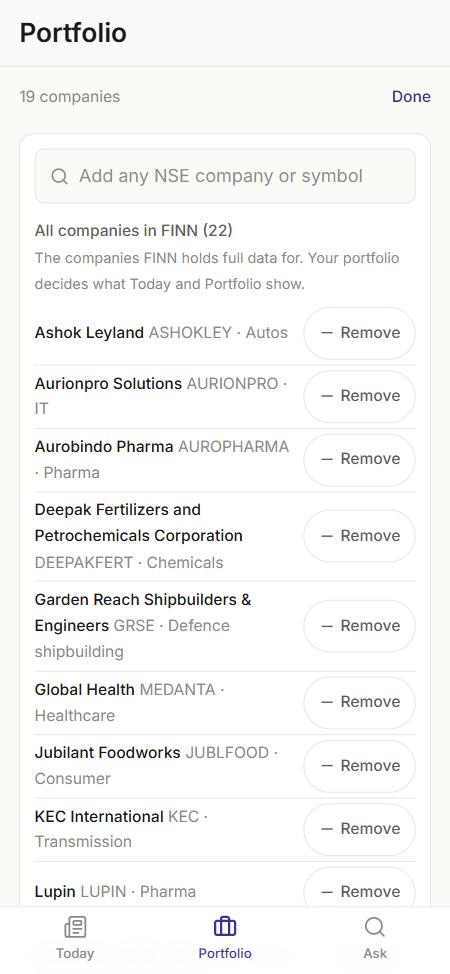 Portfolio
19 companies
Done
Add any NSE company or symbol
All companies in FINN (22)
The companies FINN holds full data for. Your portfolio
decides what Today and Portfolio show.
Ashok Leyland ASHOKLEY · Autos
— Remove
Aurionpro Solutions AURIONPRO ·
IT
— Remove
Aurobindo Pharma AUROPHARMA
· Pharma
— Remove
Deepak Fertilizers and
Petrochemicals Corporation
DEEPAKFERT · Chemicals
— Remove
Garden Reach Shipbuilders &
Engineers GRSE · Defence
shipbuilding
— Remove
Global Health MEDANTA ·
Healthcare
— Remove
Jubilant Foodworks JUBLFOOD ·
Consumer
— Remove
KEC International KEC ·
Transmission
— Remove
Lupin LUPIN · Pharma
— Remove
Today
Portfolio
Ask